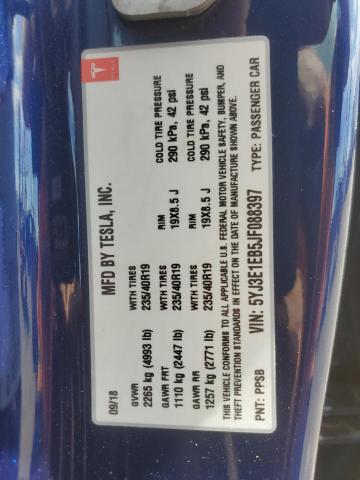 TESLA
MFD BY TESLA, INC.
09/18
GVWR WITH TIRES RIM COLD TIRE PRESSURE
2265 kg (4993 lb) 235/40R19 19X8.5 J 290 kPa, 42 psi
GAWR FRT WITH TIRES RIM COLD TIRE PRESSURE
1110 kg (2447 lb) 235/40R19 19X8.5 J 290 kPa, 42 psi
GAWR RR WITH TIRES
1257 kg (2771 lb) 235/40R19
THIS VEHICLE CONFORMS TO ALL APPLICABLE U.S. FEDERAL MOTOR VEHICLE SAFETY, BUMPER, AND
THEFT PREVENTION STANDARDS IN EFFECT ON THE DATE OF MANUFACTURE SHOWN ABOVE.
VIN: 5YJ3E1EB5JF088397
PNT: PPSB TYPE: PASSENGER CAR